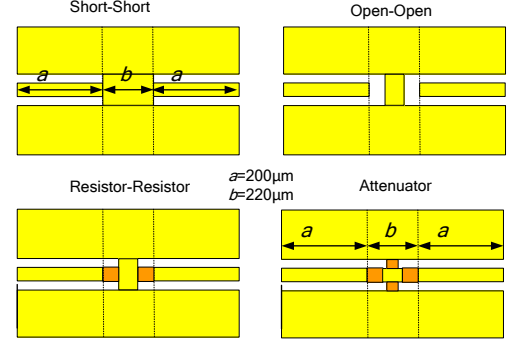 Short-Short
Open-Open
a b a
Resistor-Resistor
a=200μm
b=220μm
Attenuator
a b a